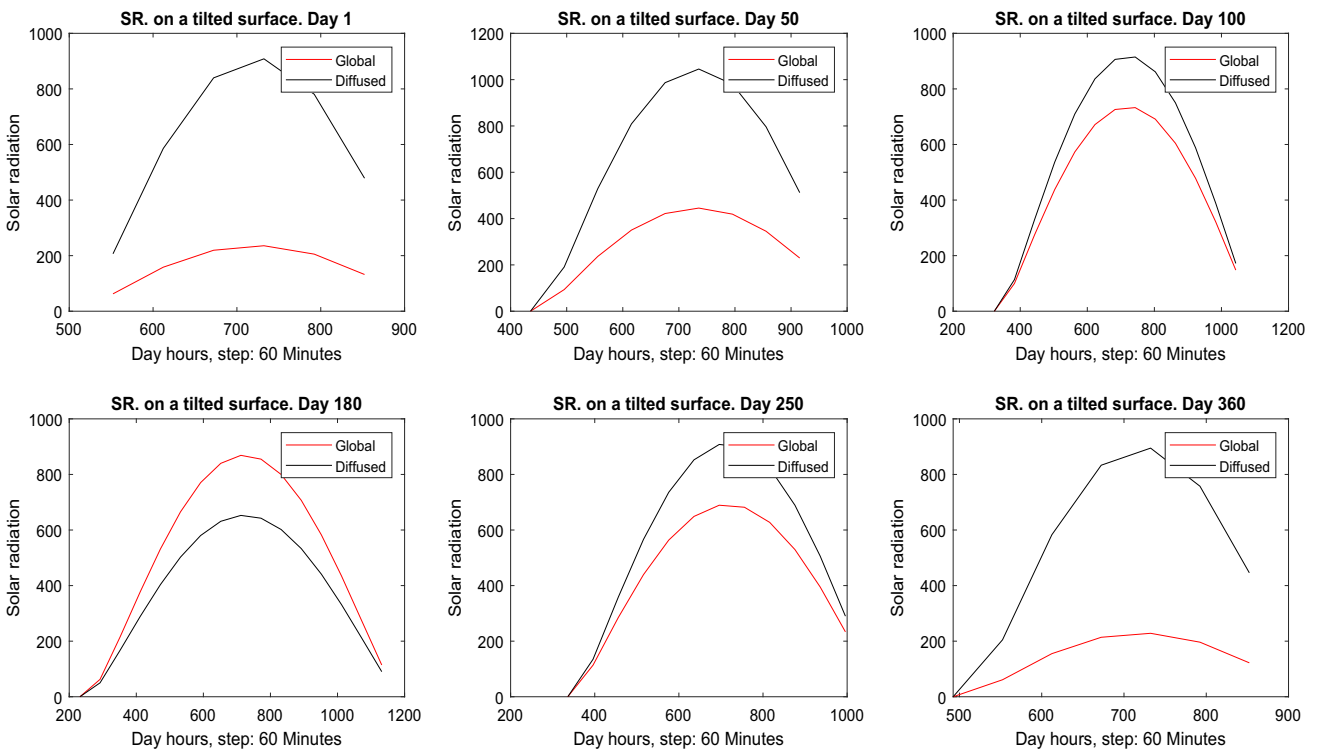 SR. on a tilted surface. Day 1
1000
800
600
400
200
0
Solar radiation
500
600
700
800
900
Day hours, step: 60 Minutes
Global
Diffused
SR. on a tilted surface. Day 50
1200
1000
800
600
400
200
0
Solar radiation
400
500
600
700
800
900
1000
Day hours, step: 60 Minutes
Global
Diffused
SR. on a tilted surface. Day 100
1000
800
600
400
200
0
Solar radiation
200
400
600
800
1000
1200
Day hours, step: 60 Minutes
Global
Diffused
SR. on a tilted surface. Day 180
1000
800
600
400
200
0
Solar radiation
200
400
600
800
1000
1200
Day hours, step: 60 Minutes
Global
Diffused
SR. on a tilted surface. Day 250
1000
800
600
400
200
0
Solar radiation
200
400
600
800
1000
Day hours, step: 60 Minutes
Global
Diffused
SR. on a tilted surface. Day 360
1000
800
600
400
200
0
Solar radiation
500
600
700
800
900
Day hours, step: 60 Minutes
Global
Diffused